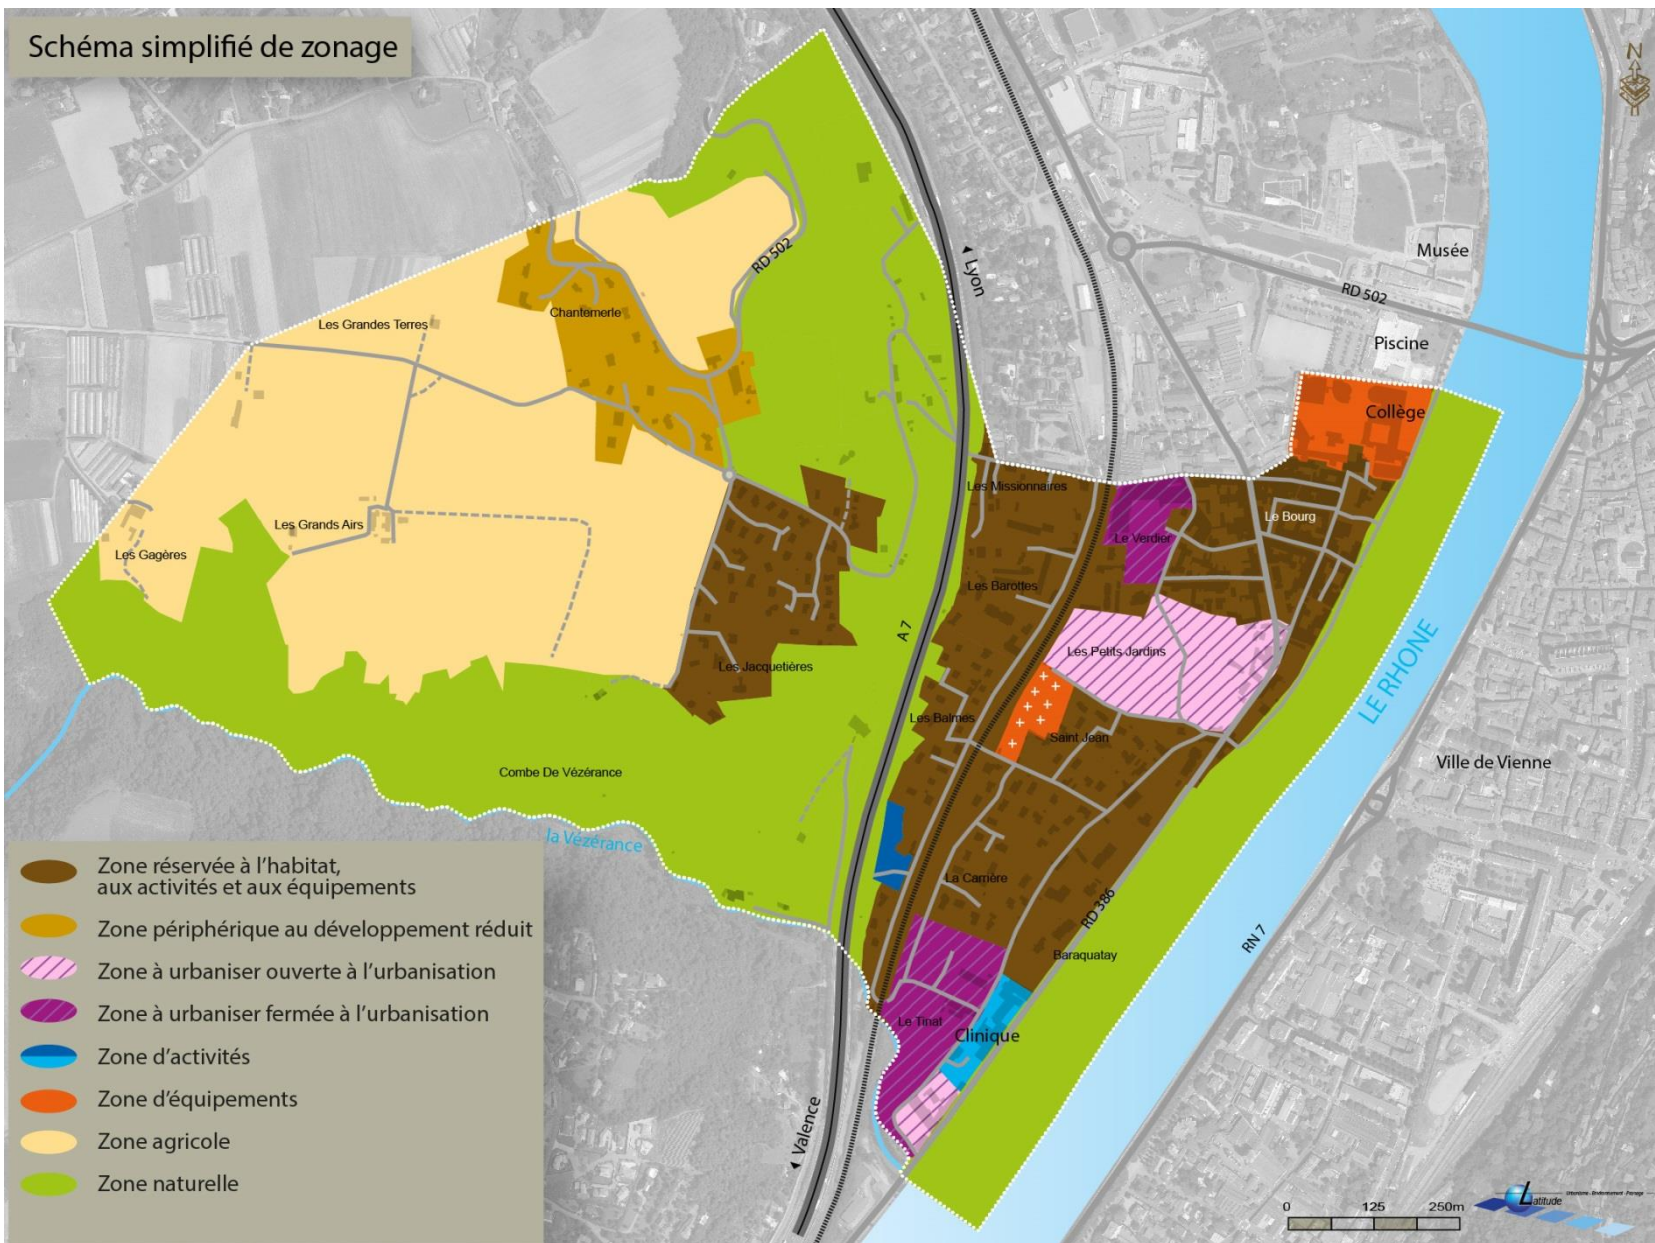 Schéma simplifié de zonage
N
Musée
RD 502
Lyon
RD 502
Piscine
Les Grandes Terres
Chantemerle
Collège
Les Missionnaires
Le Bourg
Les Grands Airs
Le Verdier
Les Gagères
Les Barottes
A 7
Les Petits Jardins
Les Jacquetières
LE RHONE
Les Balmes
Saint Jean
Ville de Vienne
Combe De Vézérance
la Vézérance
La Carrière
RD 386
RN 7
Baraquatay
Le Tinat
Clinique
Valence
Zone réservée à l'habitat,
aux activités et aux équipements
Zone périphérique au développement réduit
Zone à urbaniser ouverte à l'urbanisation
Zone à urbaniser fermée à l'urbanisation
Zone d'activités
Zone d'équipements
Zone agricole
Zone naturelle
0 125 250m
Latitude
Urbanisme - Environnement - Paysage